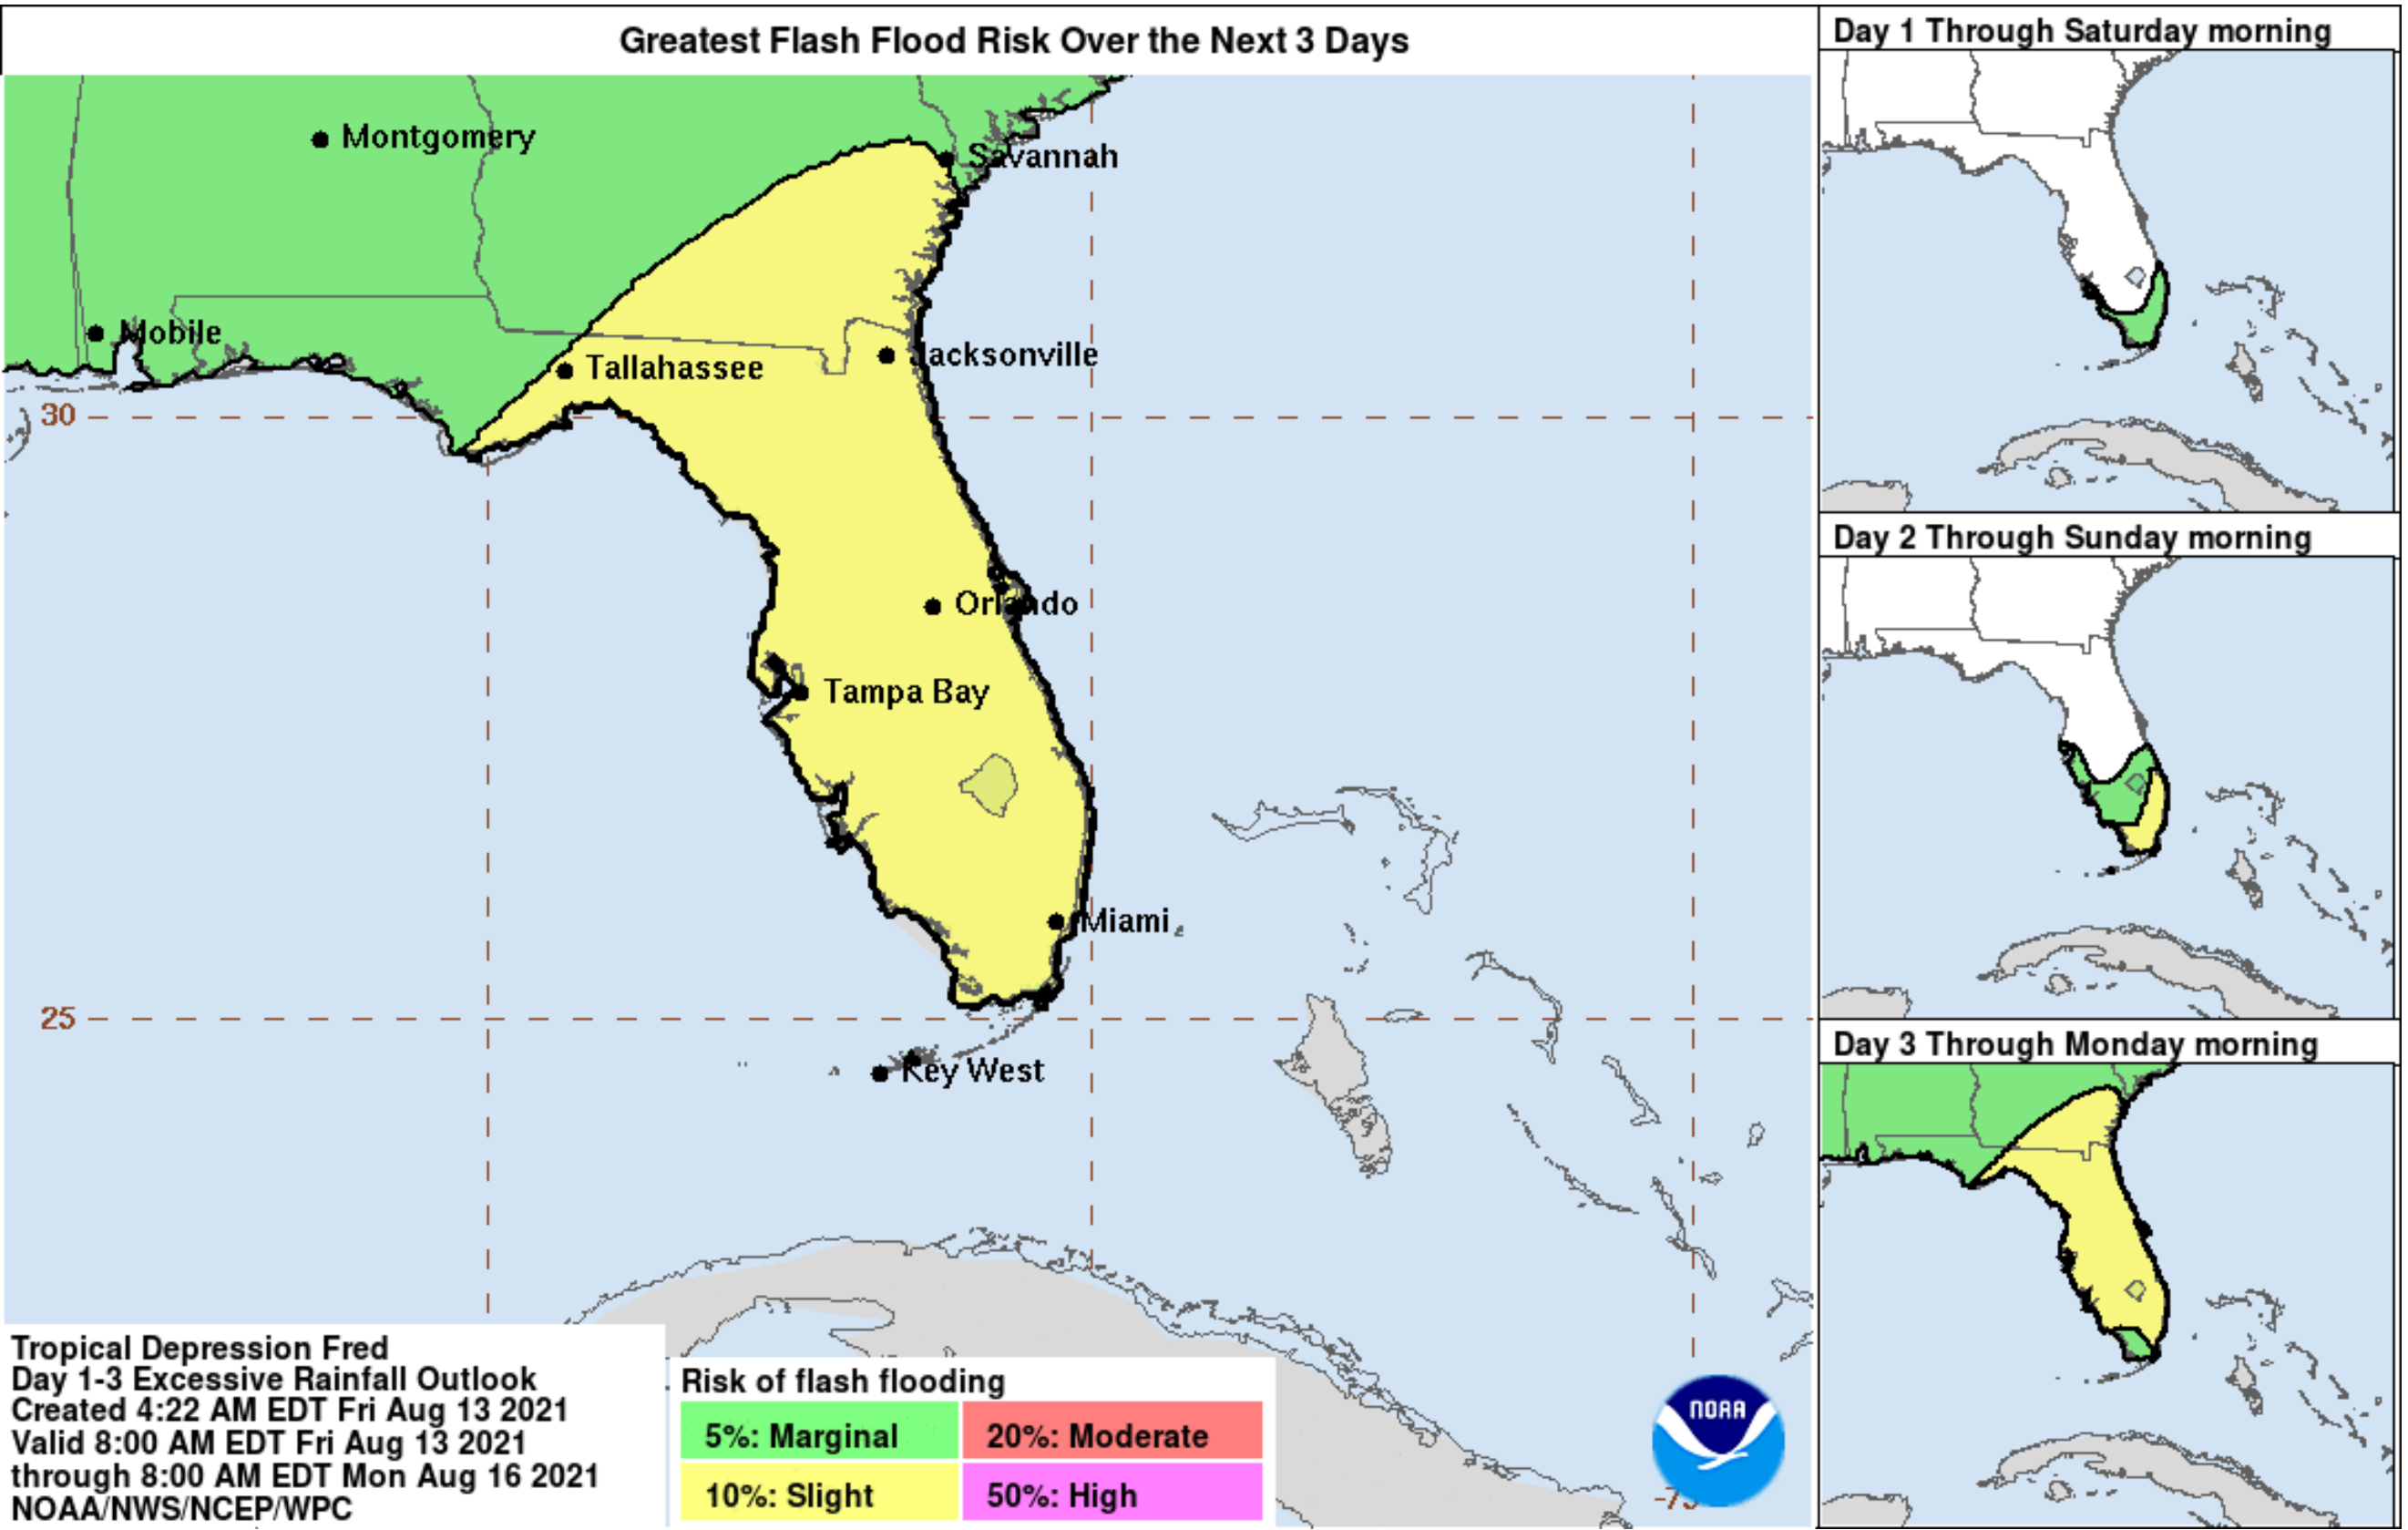 Greatest Flash Flood Risk Over the Next 3 Days
Montgomery
Savannah
Mobile
Jacksonville
Tallahassee
30
Orlando
Tampa Bay
Miami
25
Key West
Tropical Depression Fred
Day 1-3 Excessive Rainfall Outlook
Created 4:22 AM EDT Fri Aug 13 2021
Valid 8:00 AM EDT Fri Aug 13 2021
through 8:00 AM EDT Mon Aug 16 2021
NOAA/NWS/NCEP/WPC
Risk of flash flooding
5%: Marginal
20%: Moderate
10%: Slight
50%: High
NOAA
Day 1 Through Saturday morning
Day 2 Through Sunday morning
Day 3 Through Monday morning